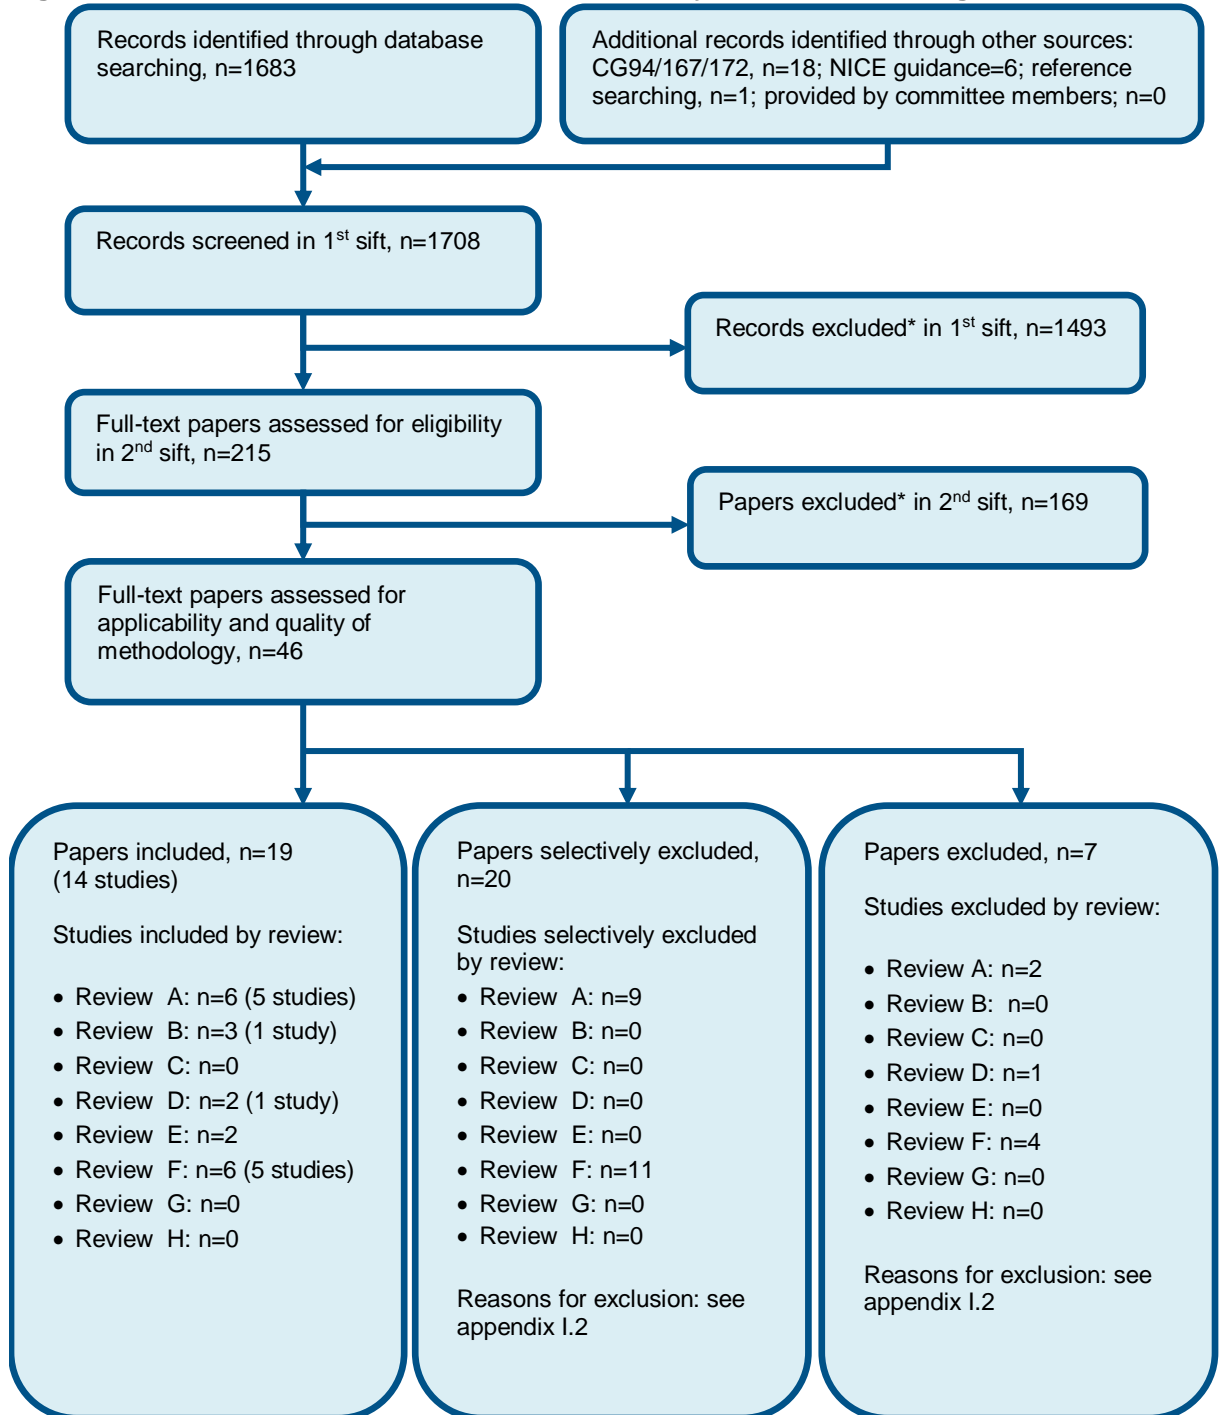 Records identified through database
searching, n=1683
Additional records identified through other sources:
CG94/167/172, n=18; NICE guidance=6; reference
searching, n=1; provided by committee members; n=0
Records screened in 1st sift, n=1708
Records excluded* in 1st sift, n=1493
Full-text papers assessed for eligibility
in 2nd sift, n=215
Papers excluded* in 2nd sift, n=169
Full-text papers assessed for
applicability and quality of
methodology, n=46
Papers included, n=19
(14 studies)
Studies included by review:
• Review A: n=6 (5 studies)
• Review B: n=3 (1 study)
• Review C: n=0
• Review D: n=2 (1 study)
• Review E: n=2
• Review F: n=6 (5 studies)
• Review G: n=0
• Review H: n=0
Papers selectively excluded,
n=20
Studies selectively excluded
by review:
• Review A: n=9
• Review B: n=0
• Review C: n=0
• Review D: n=0
• Review E: n=0
• Review F: n=11
• Review G: n=0
• Review H: n=0
Reasons for exclusion: see
appendix I.2
Papers excluded, n=7
Studies excluded by review:
• Review A: n=2
• Review B: n=0
• Review C: n=0
• Review D: n=1
• Review E: n=0
• Review F: n=4
• Review G: n=0
• Review H: n=0
Reasons for exclusion: see
appendix I.2